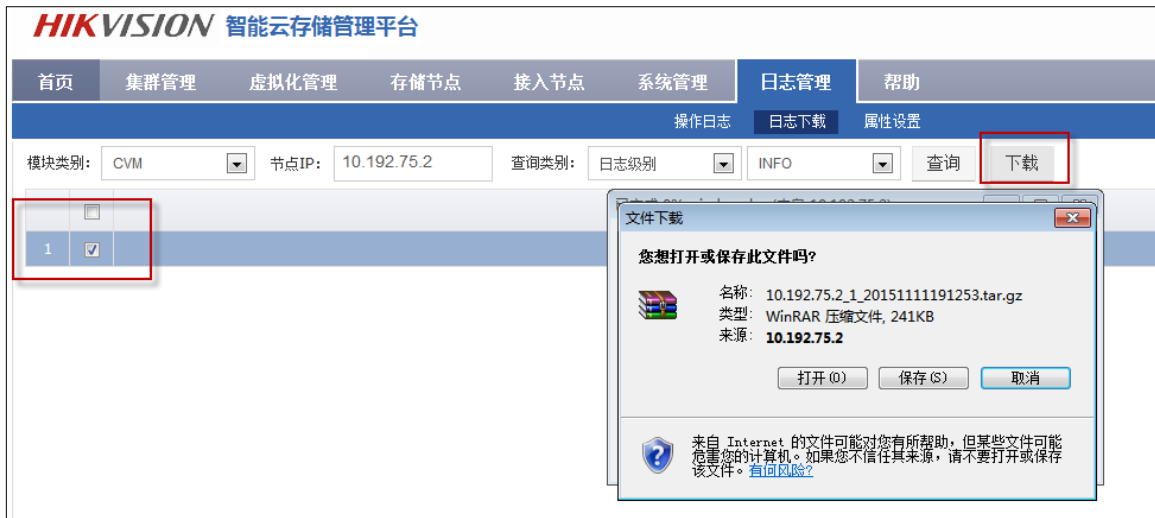 HIKVISION 智能云存储管理平台
首页 集群管理 虚拟化管理 存储节点 接入节点 系统管理 日志管理 帮助
操作日志 日志下载 属性设置
模块类别: CVM 节点IP: 10.192.75.2 查询类别: 日志级别 INFO 查询 下载
1
文件下载
您想打开或保存此文件吗?
名称: 10.192.75.2_1_20151111191253.tar.gz
类型: WinRAR 压缩文件, 241KB
来源: 10.192.75.2
打开(O) 保存(S) 取消
来自 Internet 的文件可能对您有所帮助，但某些文件可能
危害您的计算机。如果您不信任其来源，请不要打开或保存
该文件。有何风险?